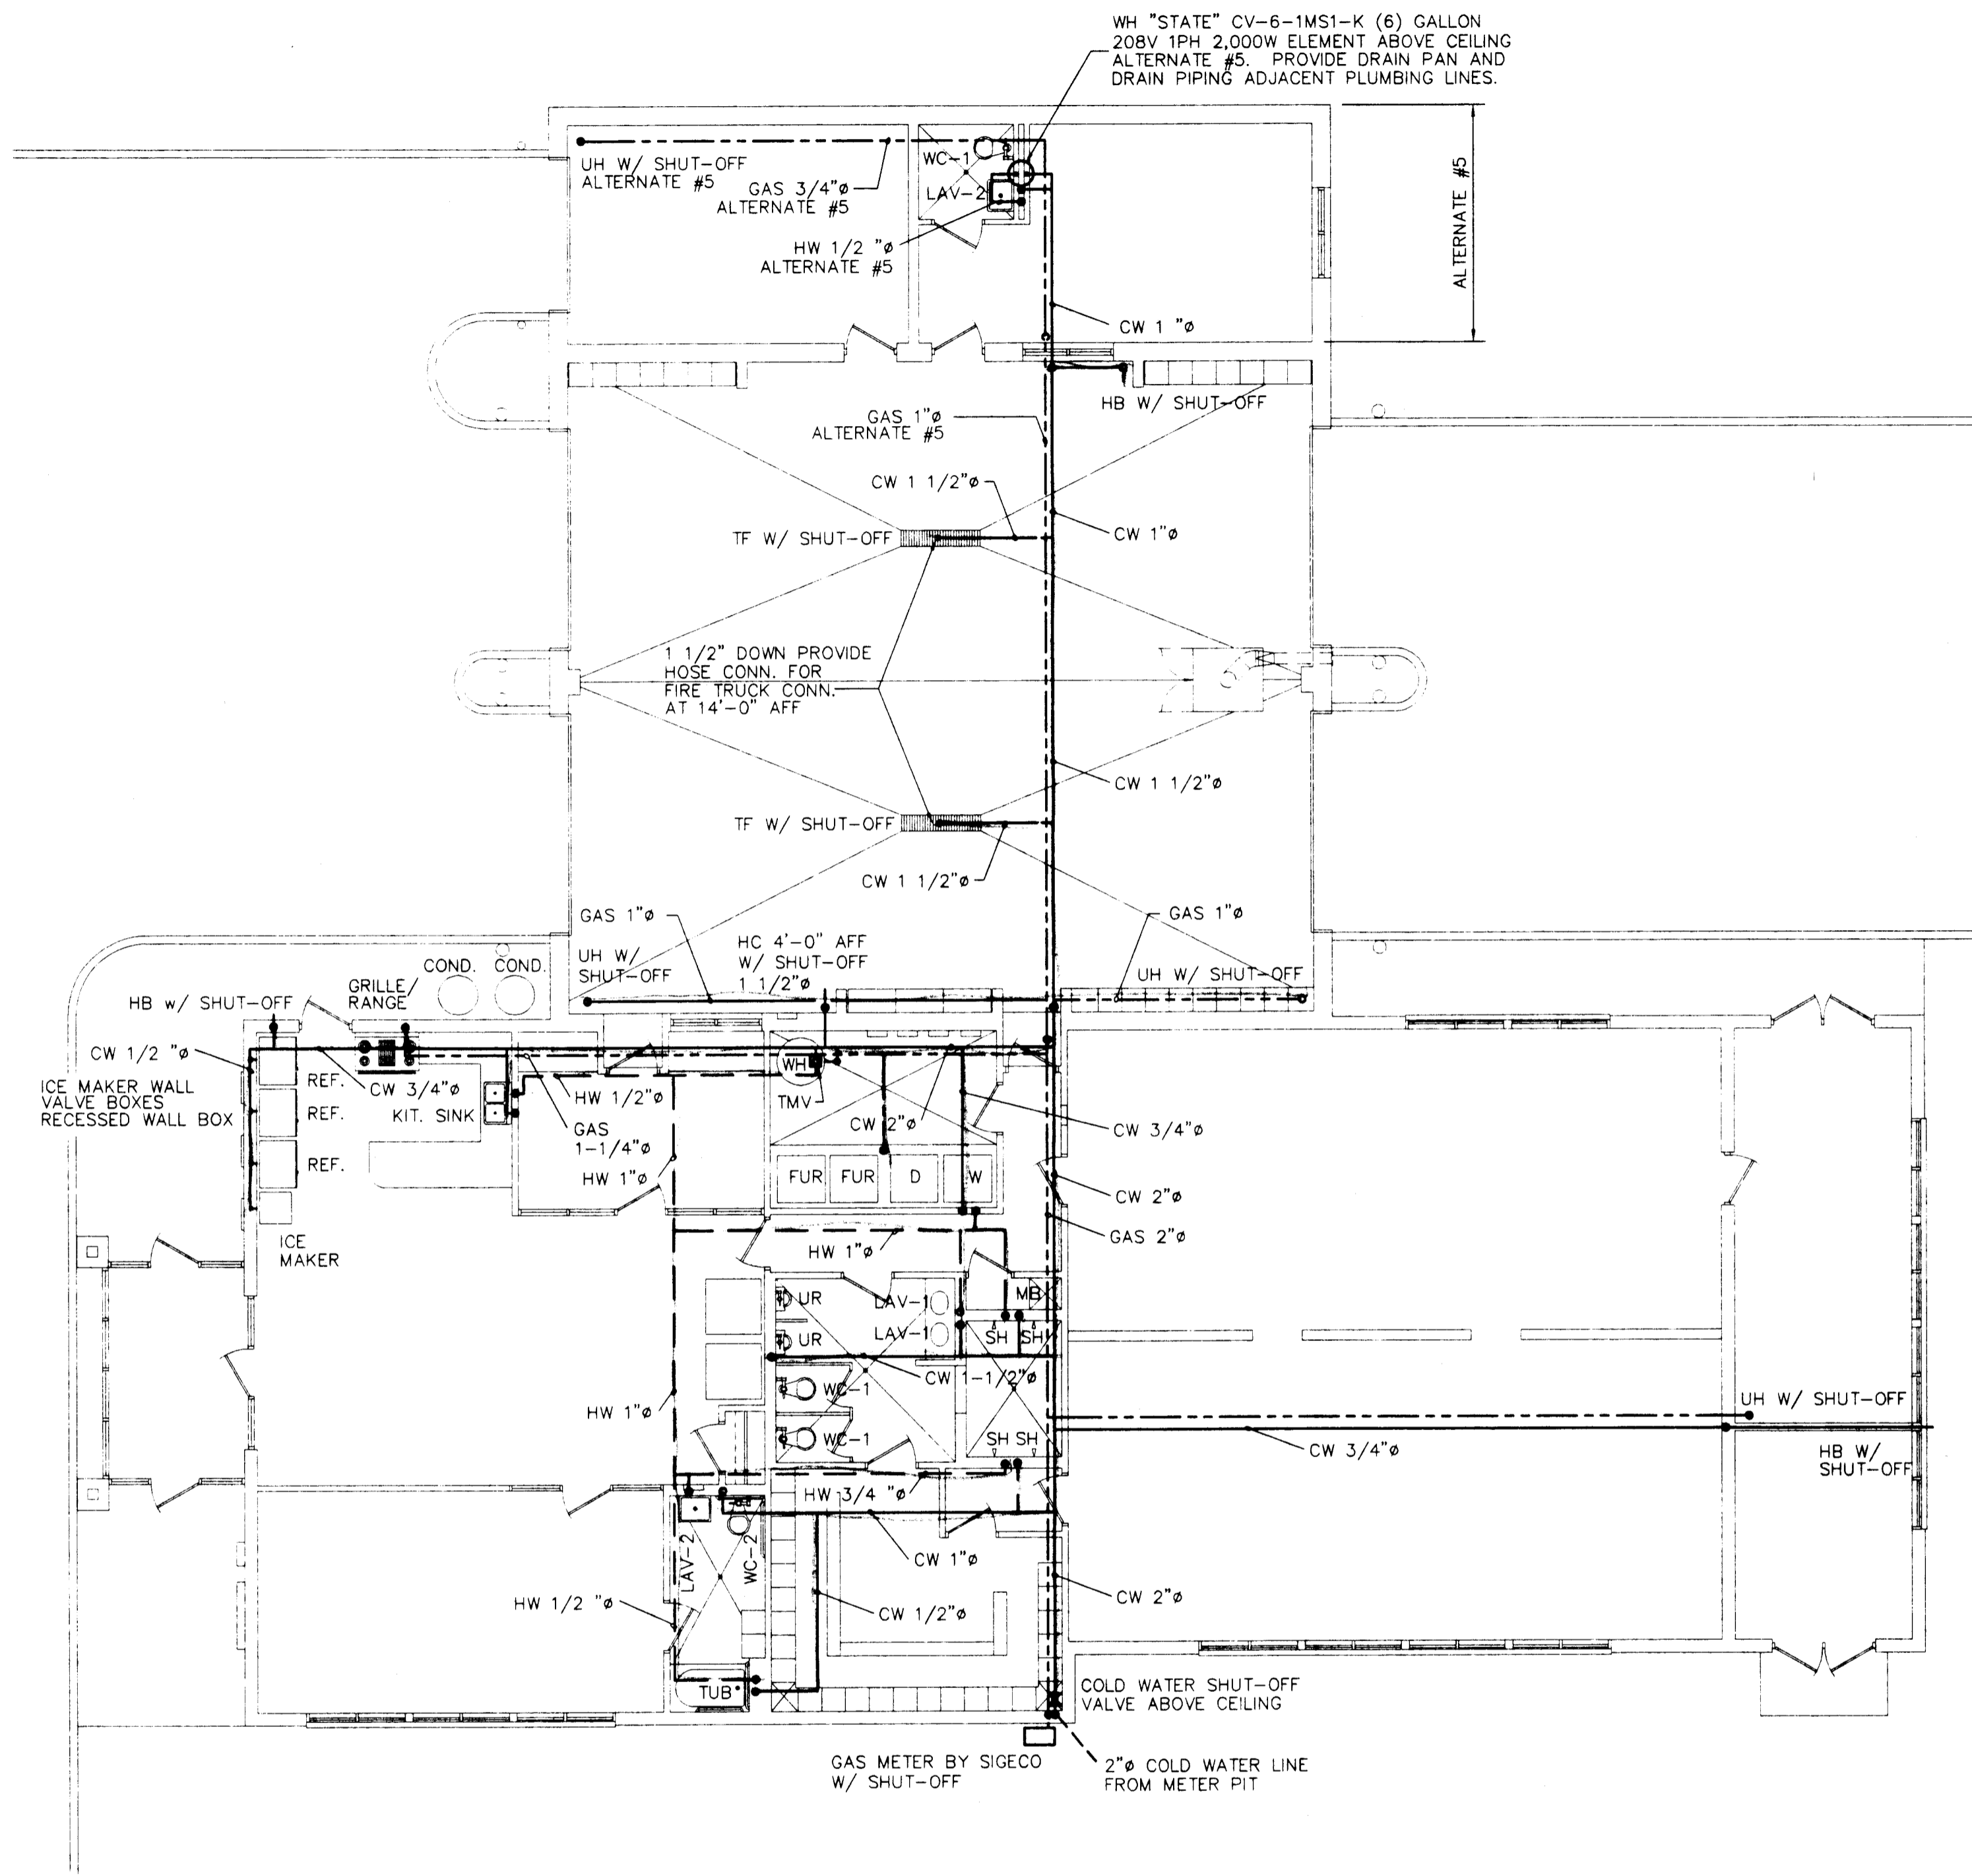 WH "STATE" CV-6-1MS1-K (6) GALLON
208V 1PH 2,000W ELEMENT ABOVE CEILING
ALTERNATE #5.  PROVIDE DRAIN PAN AND
DRAIN PIPING ADJACENT PLUMBING LINES.
UH W/ SHUT-OFF
ALTERNATE #5
GAS 3/4"ø
ALTERNATE #5
WC-1
LAV-2
HW 1/2 "ø
ALTERNATE #5
ALTERNATE #5
CW 1 "ø
HB W/ SHUT-OFF
GAS 1"ø
ALTERNATE #5
CW 1 1/2"ø
TF W/ SHUT-OFF
CW 1"ø
1 1/2" DOWN PROVIDE
HOSE CONN. FOR
FIRE TRUCK CONN.
AT 14'-0" AFF
CW 1 1/2"ø
TF W/ SHUT-OFF
CW 1 1/2"ø
GAS 1"ø
GAS 1"ø
HC 4'-0" AFF
W/ SHUT-OFF
1 1/2"ø
UH W/
SHUT-OFF
UH W/ SHUT-OFF
COND.
COND.
GRILLE/
RANGE
HB w/ SHUT-OFF
CW 1/2 "ø
ICE MAKER WALL
VALVE BOXES
RECESSED WALL BOX
REF.
REF.
REF.
CW 3/4"ø
KIT. SINK
HW 1/2"ø
GAS
1-1/4"ø
HW 1"ø
WH
TMV
CW 2"ø
CW 3/4"ø
FUR
FUR
D
W
CW 2"ø
GAS 2"ø
ICE
MAKER
HW 1"ø
UR
UR
LAV-1
LAV-1
MB
SH
SH
CW 1-1/2"ø
WC-1
WC-1
HW 1"ø
SH
SH
UH W/ SHUT-OFF
CW 3/4"ø
HB W/
SHUT-OFF
HW 3/4 "ø
LAV-2
WC-2
CW 1"ø
HW 1/2 "ø
CW 1/2"ø
CW 2"ø
TUB
COLD WATER SHUT-OFF
VALVE ABOVE CEILING
GAS METER BY SIGECO
W/ SHUT-OFF
2"ø COLD WATER LINE
FROM METER PIT